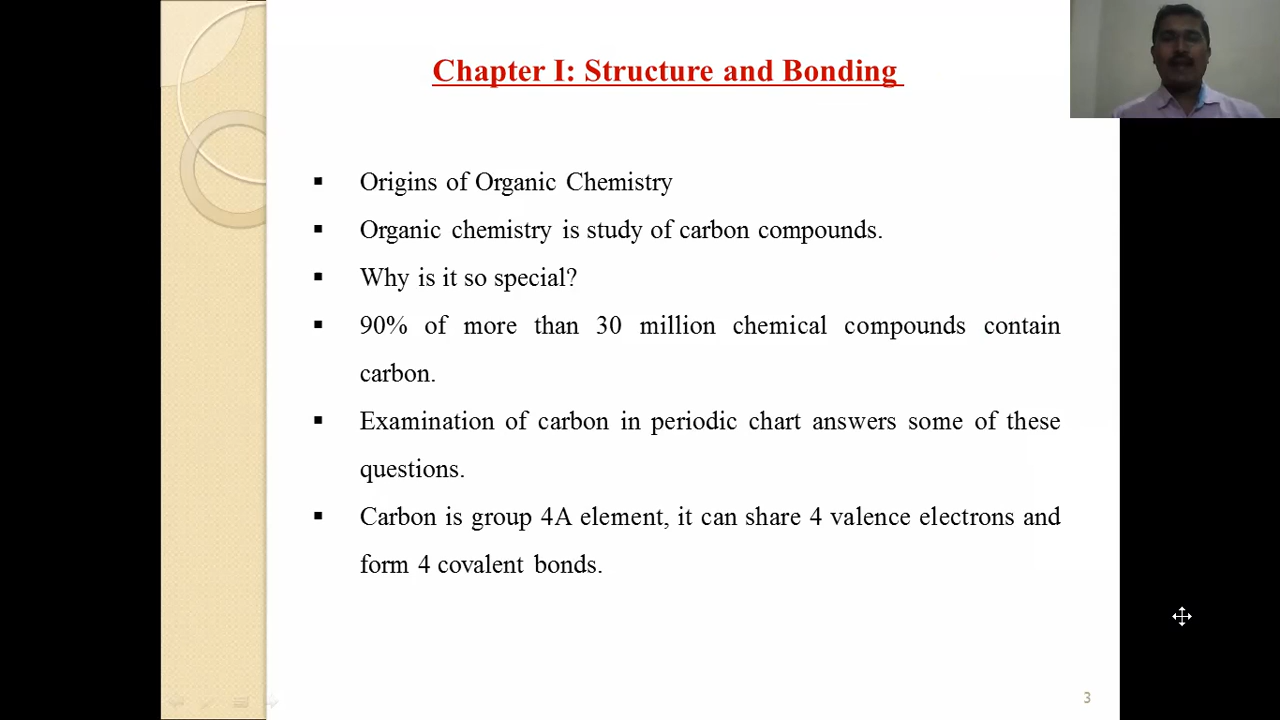 Chapter I: Structure and Bonding
▪ Origins of Organic Chemistry
▪ Organic chemistry is study of carbon compounds.
▪ Why is it so special?
▪ 90% of more than 30 million chemical compounds contain
carbon.
▪ Examination of carbon in periodic chart answers some of these
questions.
▪ Carbon is group 4A element, it can share 4 valence electrons and
form 4 covalent bonds.
3